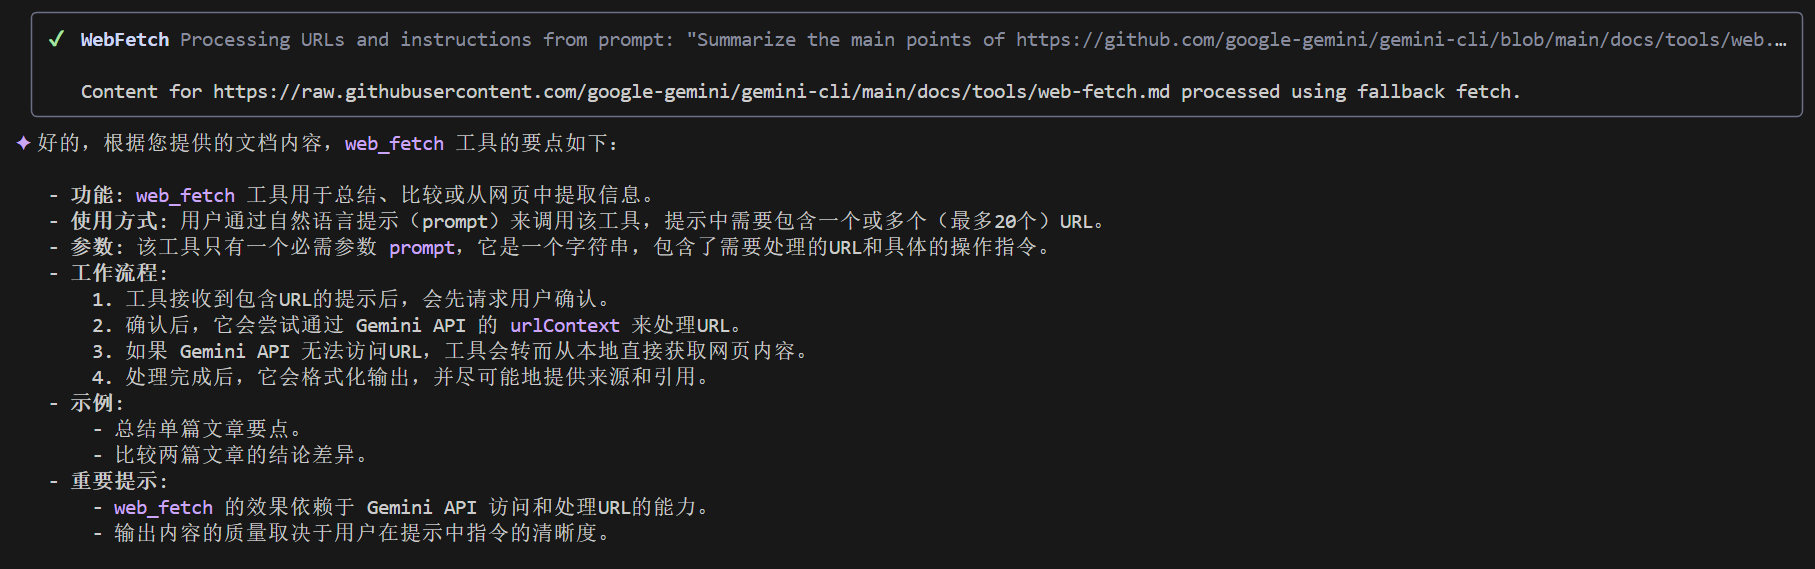 ✓ WebFetch Processing URLs and instructions from prompt: "Summarize the main points of https://github.com/google-gemini/gemini-cli/blob/main/docs/tools/web.…
Content for https://raw.githubusercontent.com/google-gemini/gemini-cli/main/docs/tools/web-fetch.md processed using fallback fetch.
✦ 好的，根据您提供的文档内容，web_fetch 工具的要点如下：
- 功能: web_fetch 工具用于总结、比较或从网页中提取信息。
- 使用方式: 用户通过自然语言提示（prompt）来调用该工具，提示中需要包含一个或多个（最多20个）URL。
- 参数: 该工具只有一个必需参数 prompt，它是一个字符串，包含了需要处理的URL和具体的操作指令。
- 工作流程:
1. 工具接收到包含URL的提示后，会先请求用户确认。
2. 确认后，它会尝试通过 Gemini API 的 urlContext 来处理URL。
3. 如果 Gemini API 无法访问URL，工具会转而从本地直接获取网页内容。
4. 处理完成后，它会格式化输出，并尽可能地提供来源和引用。
- 示例:
- 总结单篇文章要点。
- 比较两篇文章的结论差异。
- 重要提示:
- web_fetch 的效果依赖于 Gemini API 访问和处理URL的能力。
- 输出内容的质量取决于用户在提示中指令的清晰度。